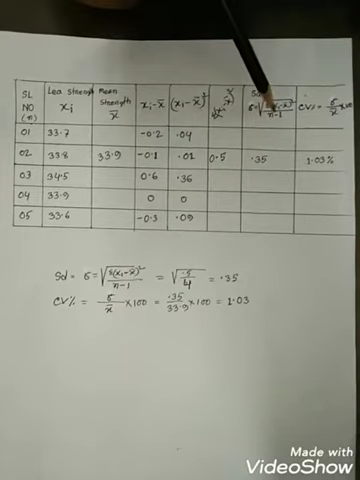 SL NO (n) Lea strength xi Mean strength x̄ xi-x̄ (xi-x̄)² σ=√ n-1 CV%= σ/x̄ ×100
01 33.7 -0.2 .04
02 33.8 33.9 -0.1 .01 0.5 .35 1.03%
03 34.5 0.6 .36
04 33.9 0 0
05 33.6 -0.3 .09
Sd = σ = √ε(xi-x̄)²/n-1 = √.5/4 = .35
CV% = σ/x̄ ×100 = .35/33.9 ×100 = 1.03
Made with
VideoShow